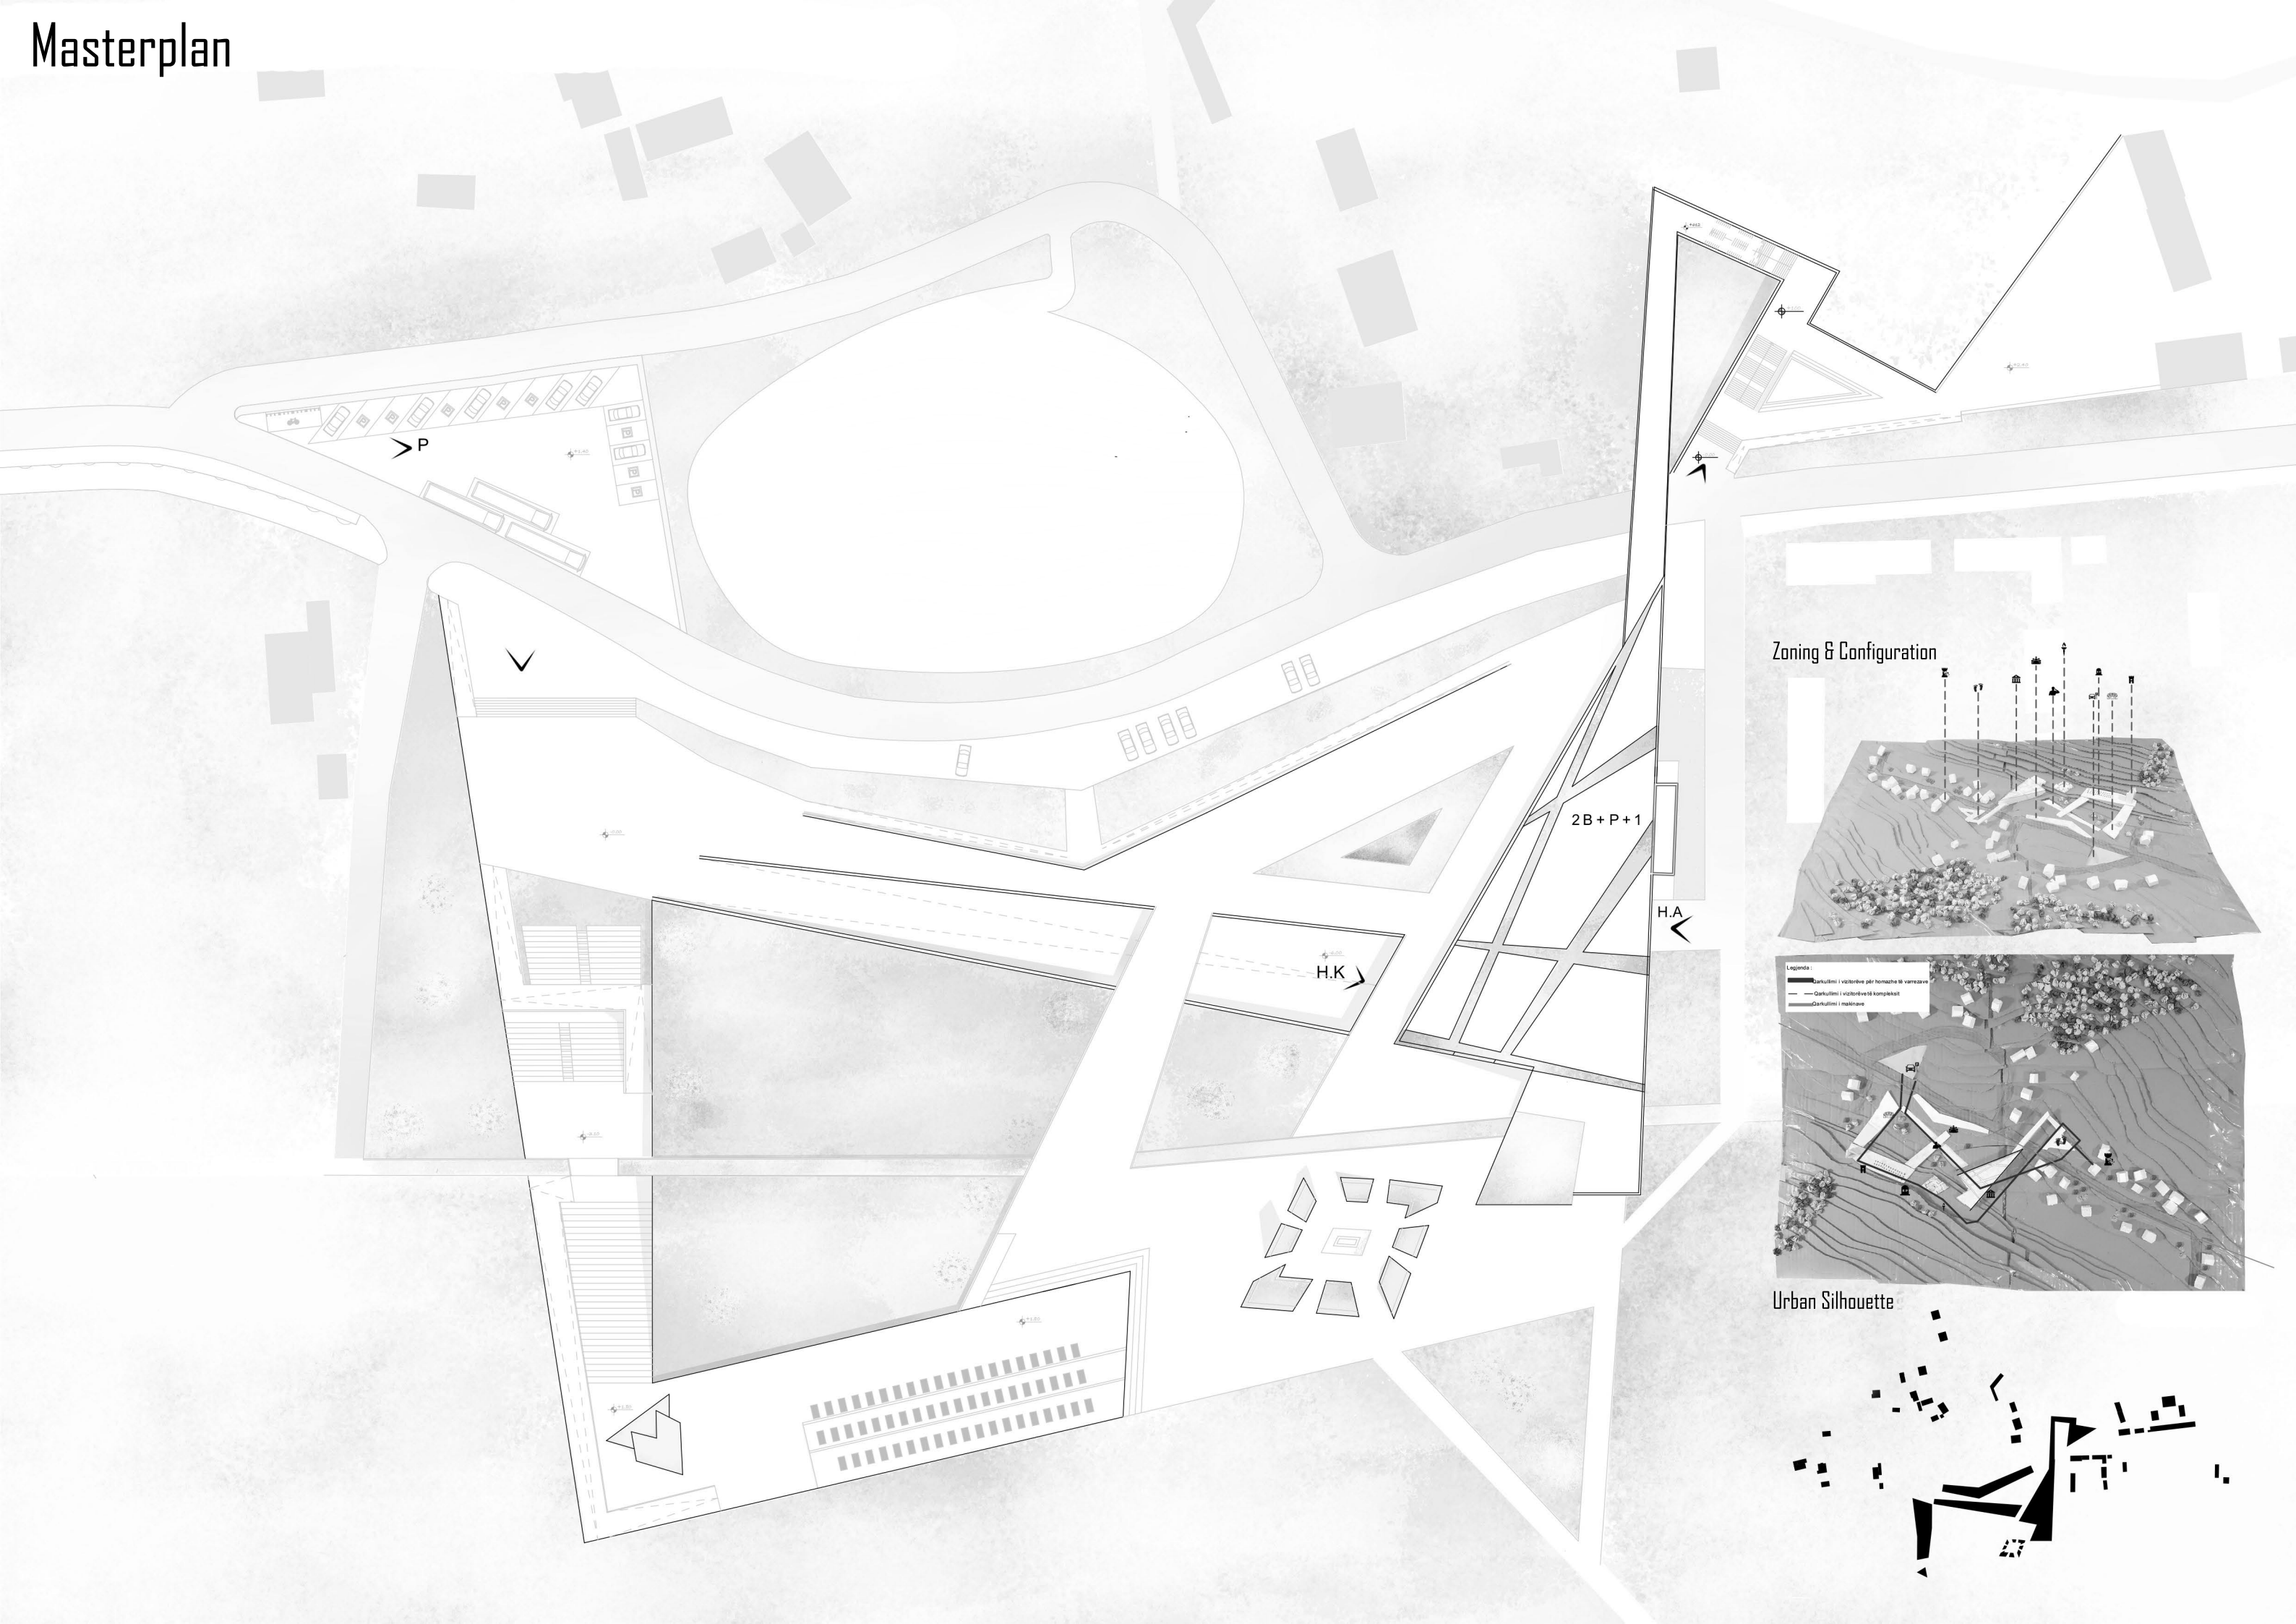 Masterplan
P
2B+P+1
H.A
H.K
Zoning & Configuration
Legjenda :
Qarkullimi i vizitorëve për homazhe të varrezave
Qarkullimi i vizitorëve të kompleksit
Qarkullimi i makinave
Urban Silhouette